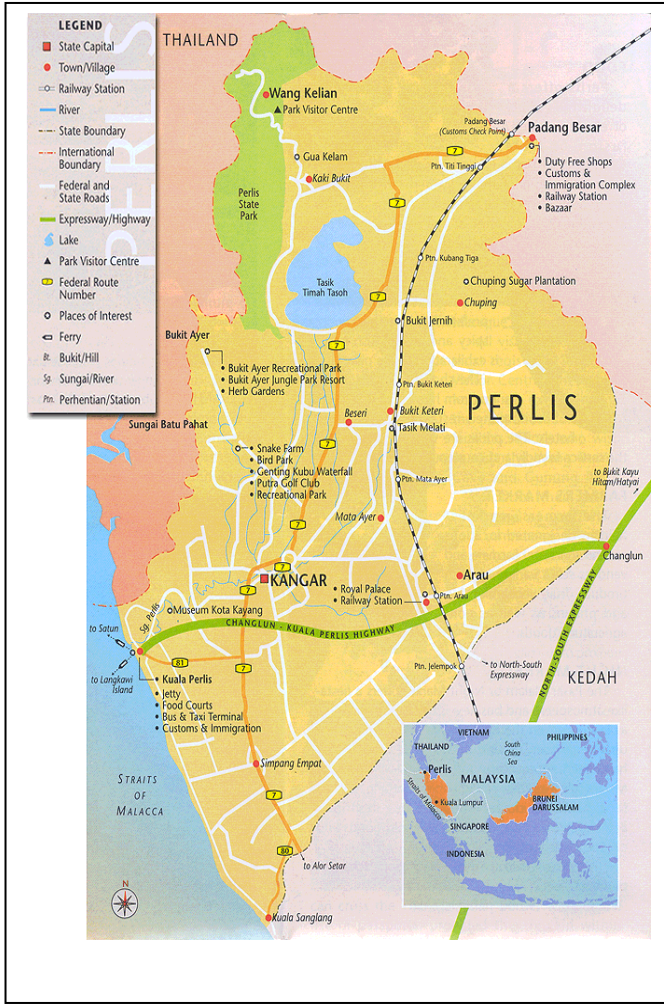 LEGEND
State Capital
Town/Village
Railway Station
River
State Boundary
International
Boundary
Federal and
State Roads
Expressway/Highway
Lake
Park Visitor Centre
7
Federal Route
Number
Places of Interest
Ferry
Bt. Bukit/Hill
Sg. Sungai/River
Ptn. Perhentian/Station
PERLIS
THAILAND
Wang Kelian
Park Visitor Centre
Gua Kelam
Kaki Bukit
Perlis
State
Park
Padang Besar
(Customs Check Point)
Padang Besar
Duty Free Shops
Customs &
Immigration Complex
Railway Station
Bazaar
7
Ptn. Titi Tinggi
7
Ptn. Kubang Tiga
Chuping Sugar Plantation
Chuping
Tasik
Timah Tasoh
7
Bukit Jernih
7
Bukit Ayer
Bukit Ayer Recreational Park
Bukit Ayer Jungle Park Resort
Herb Gardens
Ptn. Bukit Keteri
PERLIS
Beseri
Bukit Keteri
Tasik Melati
Sungai Batu Pahat
7
Snake Farm
Bird Park
Genting Kubu Waterfall
Putra Golf Club
Recreational Park
Ptn. Mata Ayer
to Bukit Kayu
Hitam/Hatyai
Mata Ayer
7
Changlun
7
KANGAR
7
Arau
Royal Palace
Railway Station
Ptn. Arau
Sg. Perlis
Museum Kota Kayang
CHANGLUN - KUALA PERLIS HIGHWAY
NORTH-SOUTH EXPRESSWAY
to Satun
to Langkawi
Island
81
7
Ptn. Jelempok
to North-South
Expressway
KEDAH
Kuala Perlis
Jetty
Food Courts
Bus & Taxi Terminal
Customs & Immigration
Simpang Empat
STRAITS
OF
MALACCA
7
80
to Alor Setar
Kuala Sanglang
N
VIETNAM
THAILAND
South
China
Sea
PHILIPPINES
Perlis
MALAYSIA
Straits of Malacca
Kuala Lumpur
BRUNEI
DARUSSALAM
SINGAPORE
INDONESIA